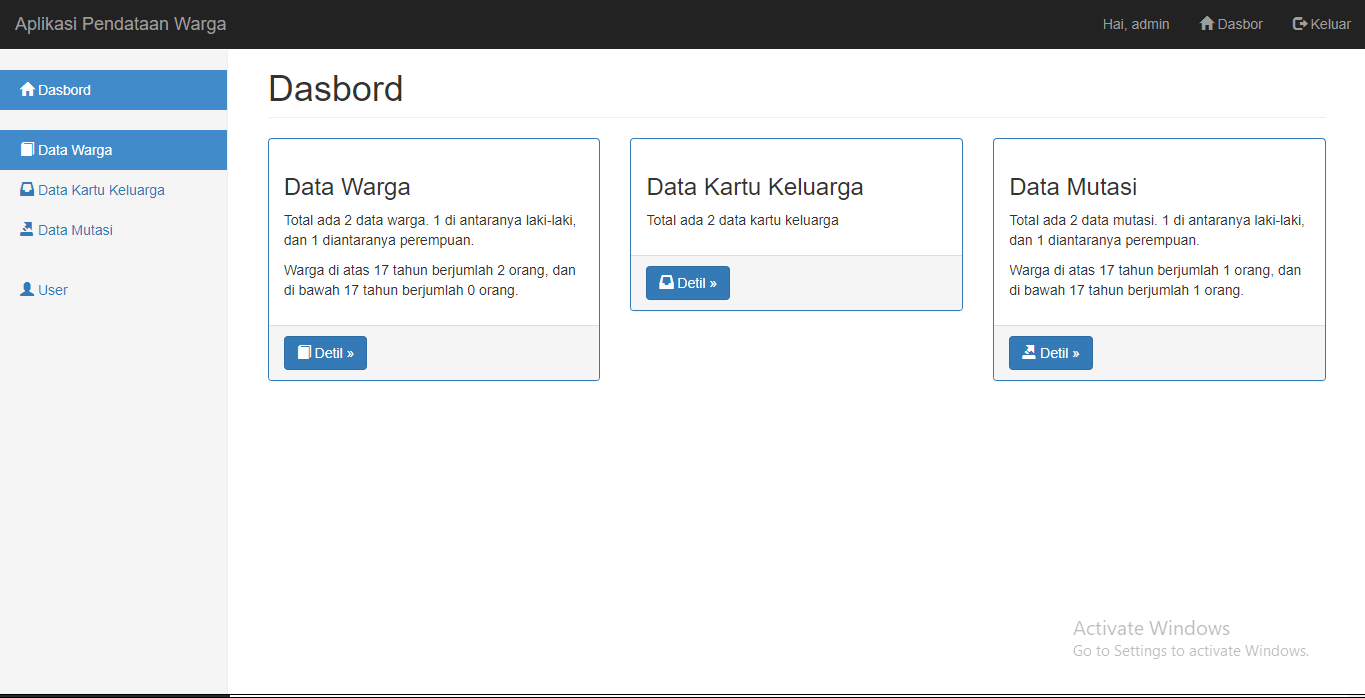 Aplikasi Pendataan Warga
Hai, admin
Dasbor
Keluar
Dasbord
Data Warga
Data Kartu Keluarga
Data Mutasi
User
Dasbord
Data Warga
Total ada 2 data warga. 1 di antaranya laki-laki,
dan 1 diantaranya perempuan.
Warga di atas 17 tahun berjumlah 2 orang, dan
di bawah 17 tahun berjumlah 0 orang.
Detil »
Data Kartu Keluarga
Total ada 2 data kartu keluarga
Detil »
Data Mutasi
Total ada 2 data mutasi. 1 di antaranya laki-laki,
dan 1 diantaranya perempuan.
Warga di atas 17 tahun berjumlah 1 orang, dan
di bawah 17 tahun berjumlah 1 orang.
Detil »
Activate Windows
Go to Settings to activate Windows.